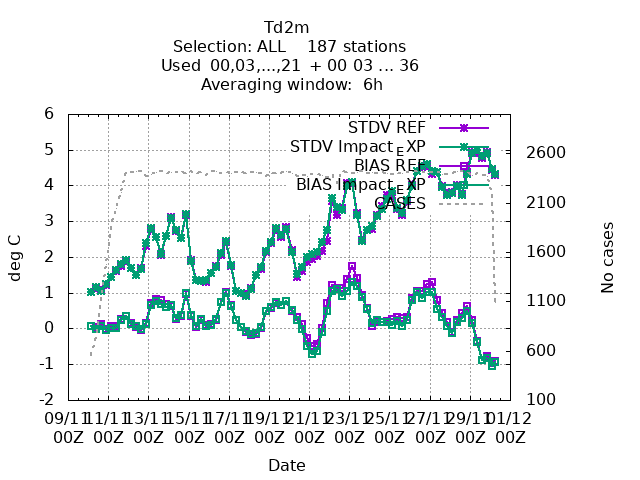 Td2m
Selection: ALL    187 stations
Used  00,03,...,21  + 00 03 ... 36
Averaging window:  6h
STDV REF
STDV Impact_EXP
BIAS REF
BIAS Impact_EXP
CASES
6
5
4
3
2
1
0
-1
-2
deg C
2600
2100
1600
1100
600
100
No cases
09/11 11/11 13/11 15/11 17/11 19/11 21/11 23/11 25/11 27/11 29/11 01/12
00Z 00Z 00Z 00Z 00Z 00Z 00Z 00Z 00Z 00Z 00Z 00Z
Date